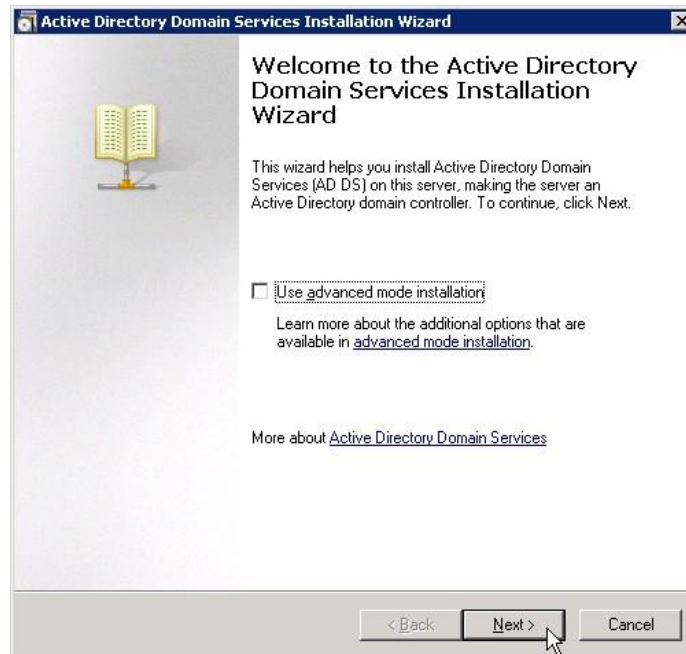 Active Directory Domain Services Installation Wizard
Welcome to the Active Directory
Domain Services Installation
Wizard
This wizard helps you install Active Directory Domain
Services (AD DS) on this server, making the server an
Active Directory domain controller. To continue, click Next.
Use advanced mode installation
Learn more about the additional options that are
available in advanced mode installation.
More about Active Directory Domain Services
< Back Next > Cancel